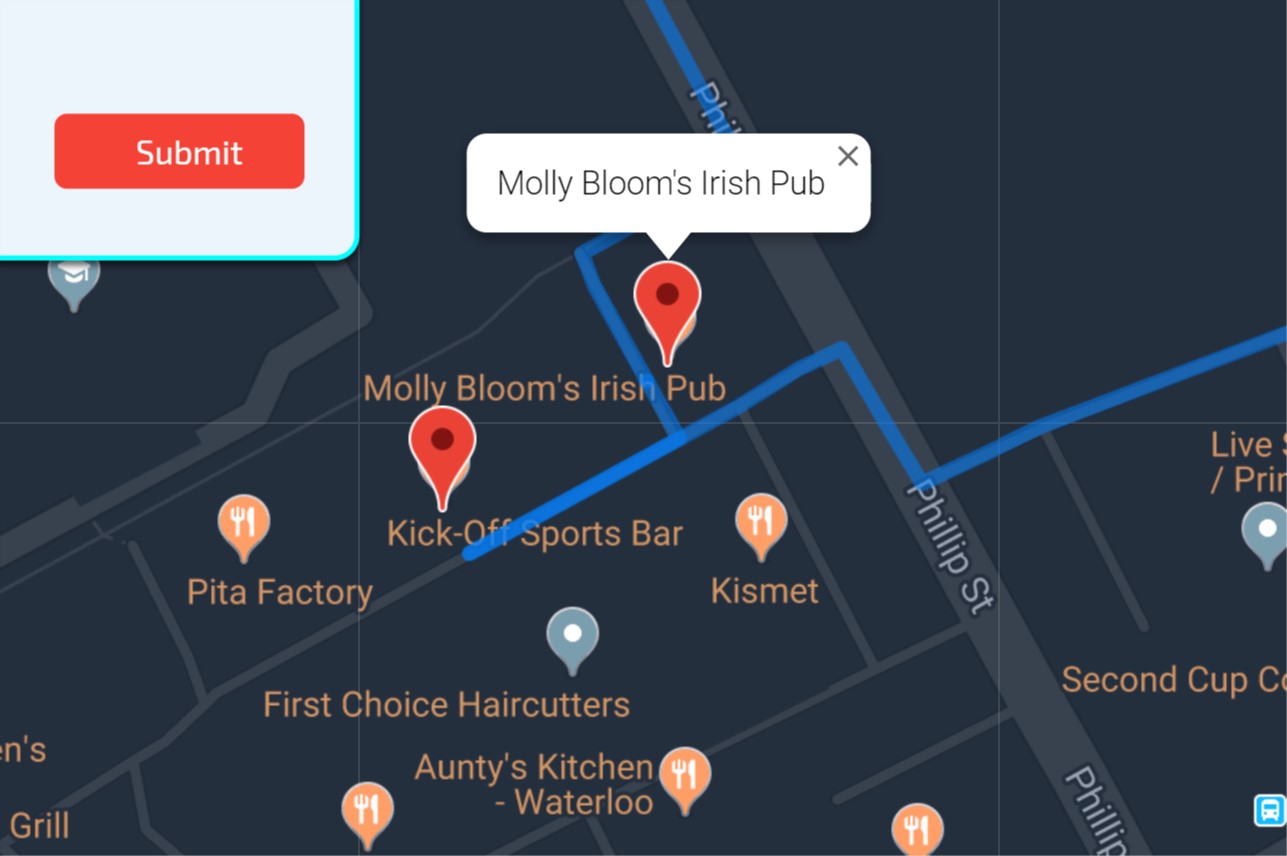 Submit
Phil
Molly Bloom's Irish Pub
Molly Bloom's Irish Pub
Kick-Off Sports Bar
Pita Factory
Kismet
Live
/ Prin
Phillip St
First Choice Haircutters
Second Cup Co
en's
Aunty's Kitchen
- Waterloo
Grill
Phillip